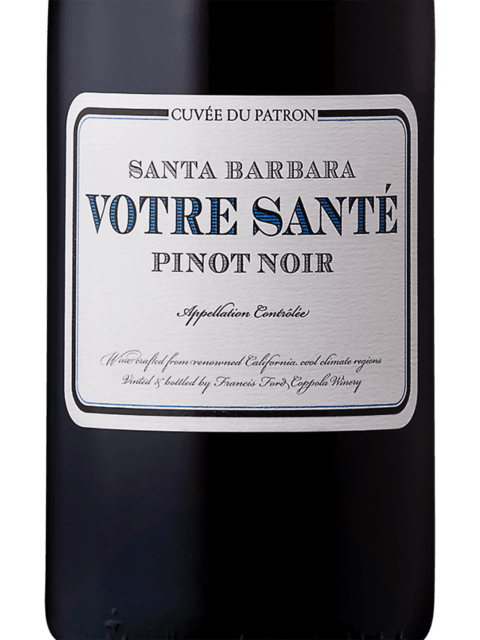 CUVÉE DU PATRON
SANTA BARBARA
VOTRE SANTÉ
PINOT NOIR
Appellation Contrôlée
Wine crafted from renowned California, cool climate regions
Vinted & bottled by Francis Ford Coppola Winery